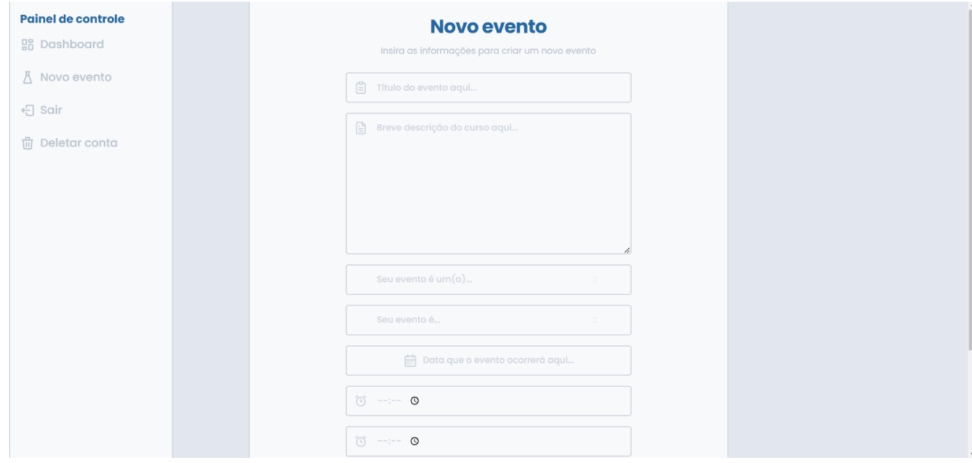 Painel de controle
Dashboard
Novo evento
Sair
Deletar conta
Novo evento
Insira as informações para criar um novo evento
Título do evento aqui...
Breve descrição do curso aqui...
Seu evento é um(a)...
Seu evento é...
Data que o evento ocorrerá aqui...
--:--
--:--